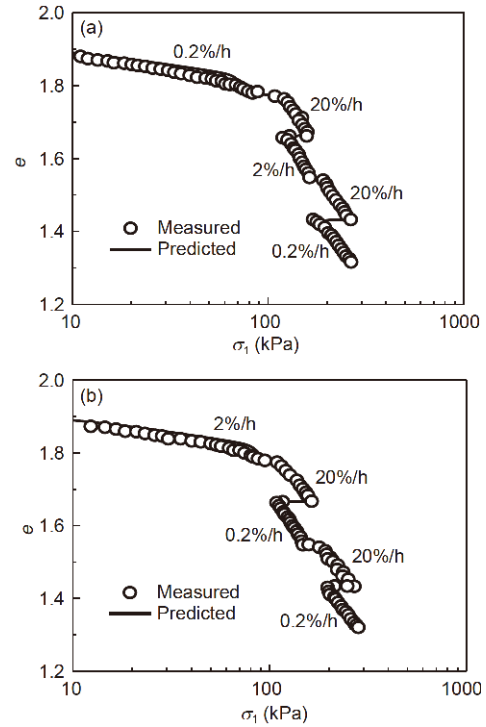 (a)
2.0
1.8
1.6
1.4
1.2
e
0.2%/h
20%/h
2%/h
20%/h
0.2%/h
Measured
Predicted
10 100 1000
σ1 (kPa)
(b)
2.0
1.8
1.6
1.4
1.2
e
2%/h
20%/h
0.2%/h
20%/h
0.2%/h
Measured
Predicted
10 100 1000
σ1 (kPa)